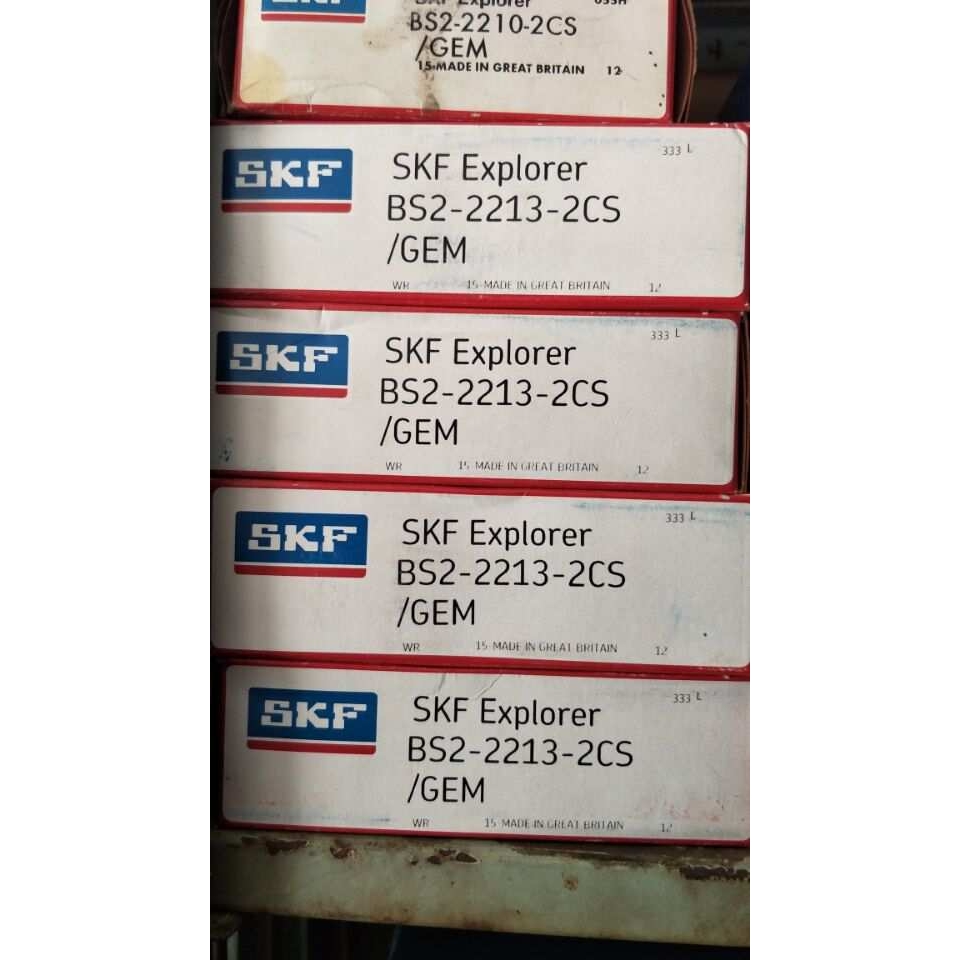 SKF Explorer
BS2-2210-2CS
/GEM
15-MADE IN GREAT BRITAIN 12
333 L
SKF SKF Explorer
BS2-2213-2CS
/GEM
WR 15-MADE IN GREAT BRITAIN 12
333 L
SKF SKF Explorer
BS2-2213-2CS
/GEM
WR 15 MADE IN GREAT BRITAIN 12
333 L
SKF SKF Explorer
BS2-2213-2CS
/GEM
WR 15 MADE IN GREAT BRITAIN 12
333 L
SKF SKF Explorer
BS2-2213-2CS
/GEM
WR 15 MADE IN GREAT BRITAIN 12